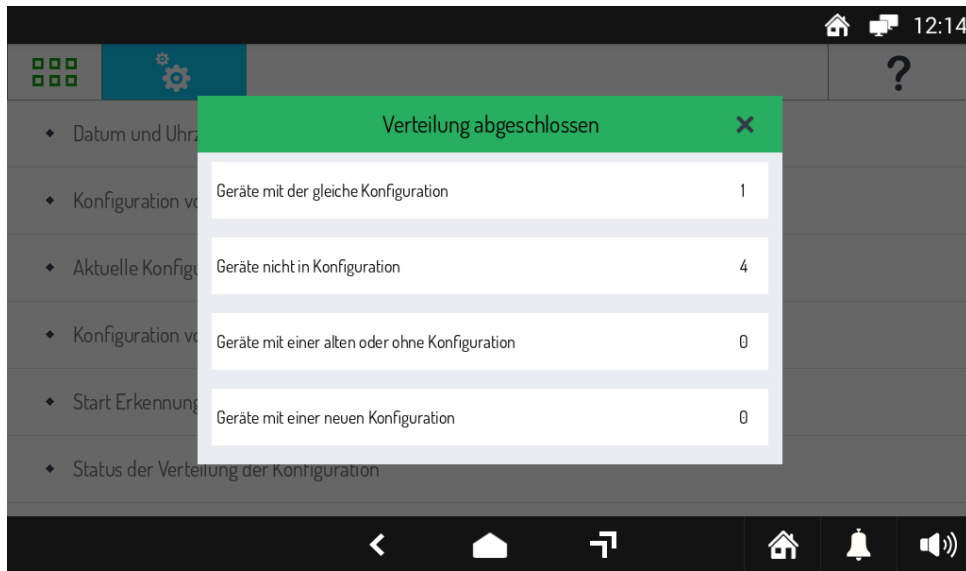 12:14
?
Verteilung abgeschlossen
Datum und Uhrz
Geräte mit der gleiche Konfiguration 1
Konfiguration vo
Geräte nicht in Konfiguration 4
Aktuelle Konfigu
Geräte mit einer alten oder ohne Konfiguration 0
Konfiguration vo
Start Erkennung
Geräte mit einer neuen Konfiguration 0
Status der Verteilung der Konfiguration